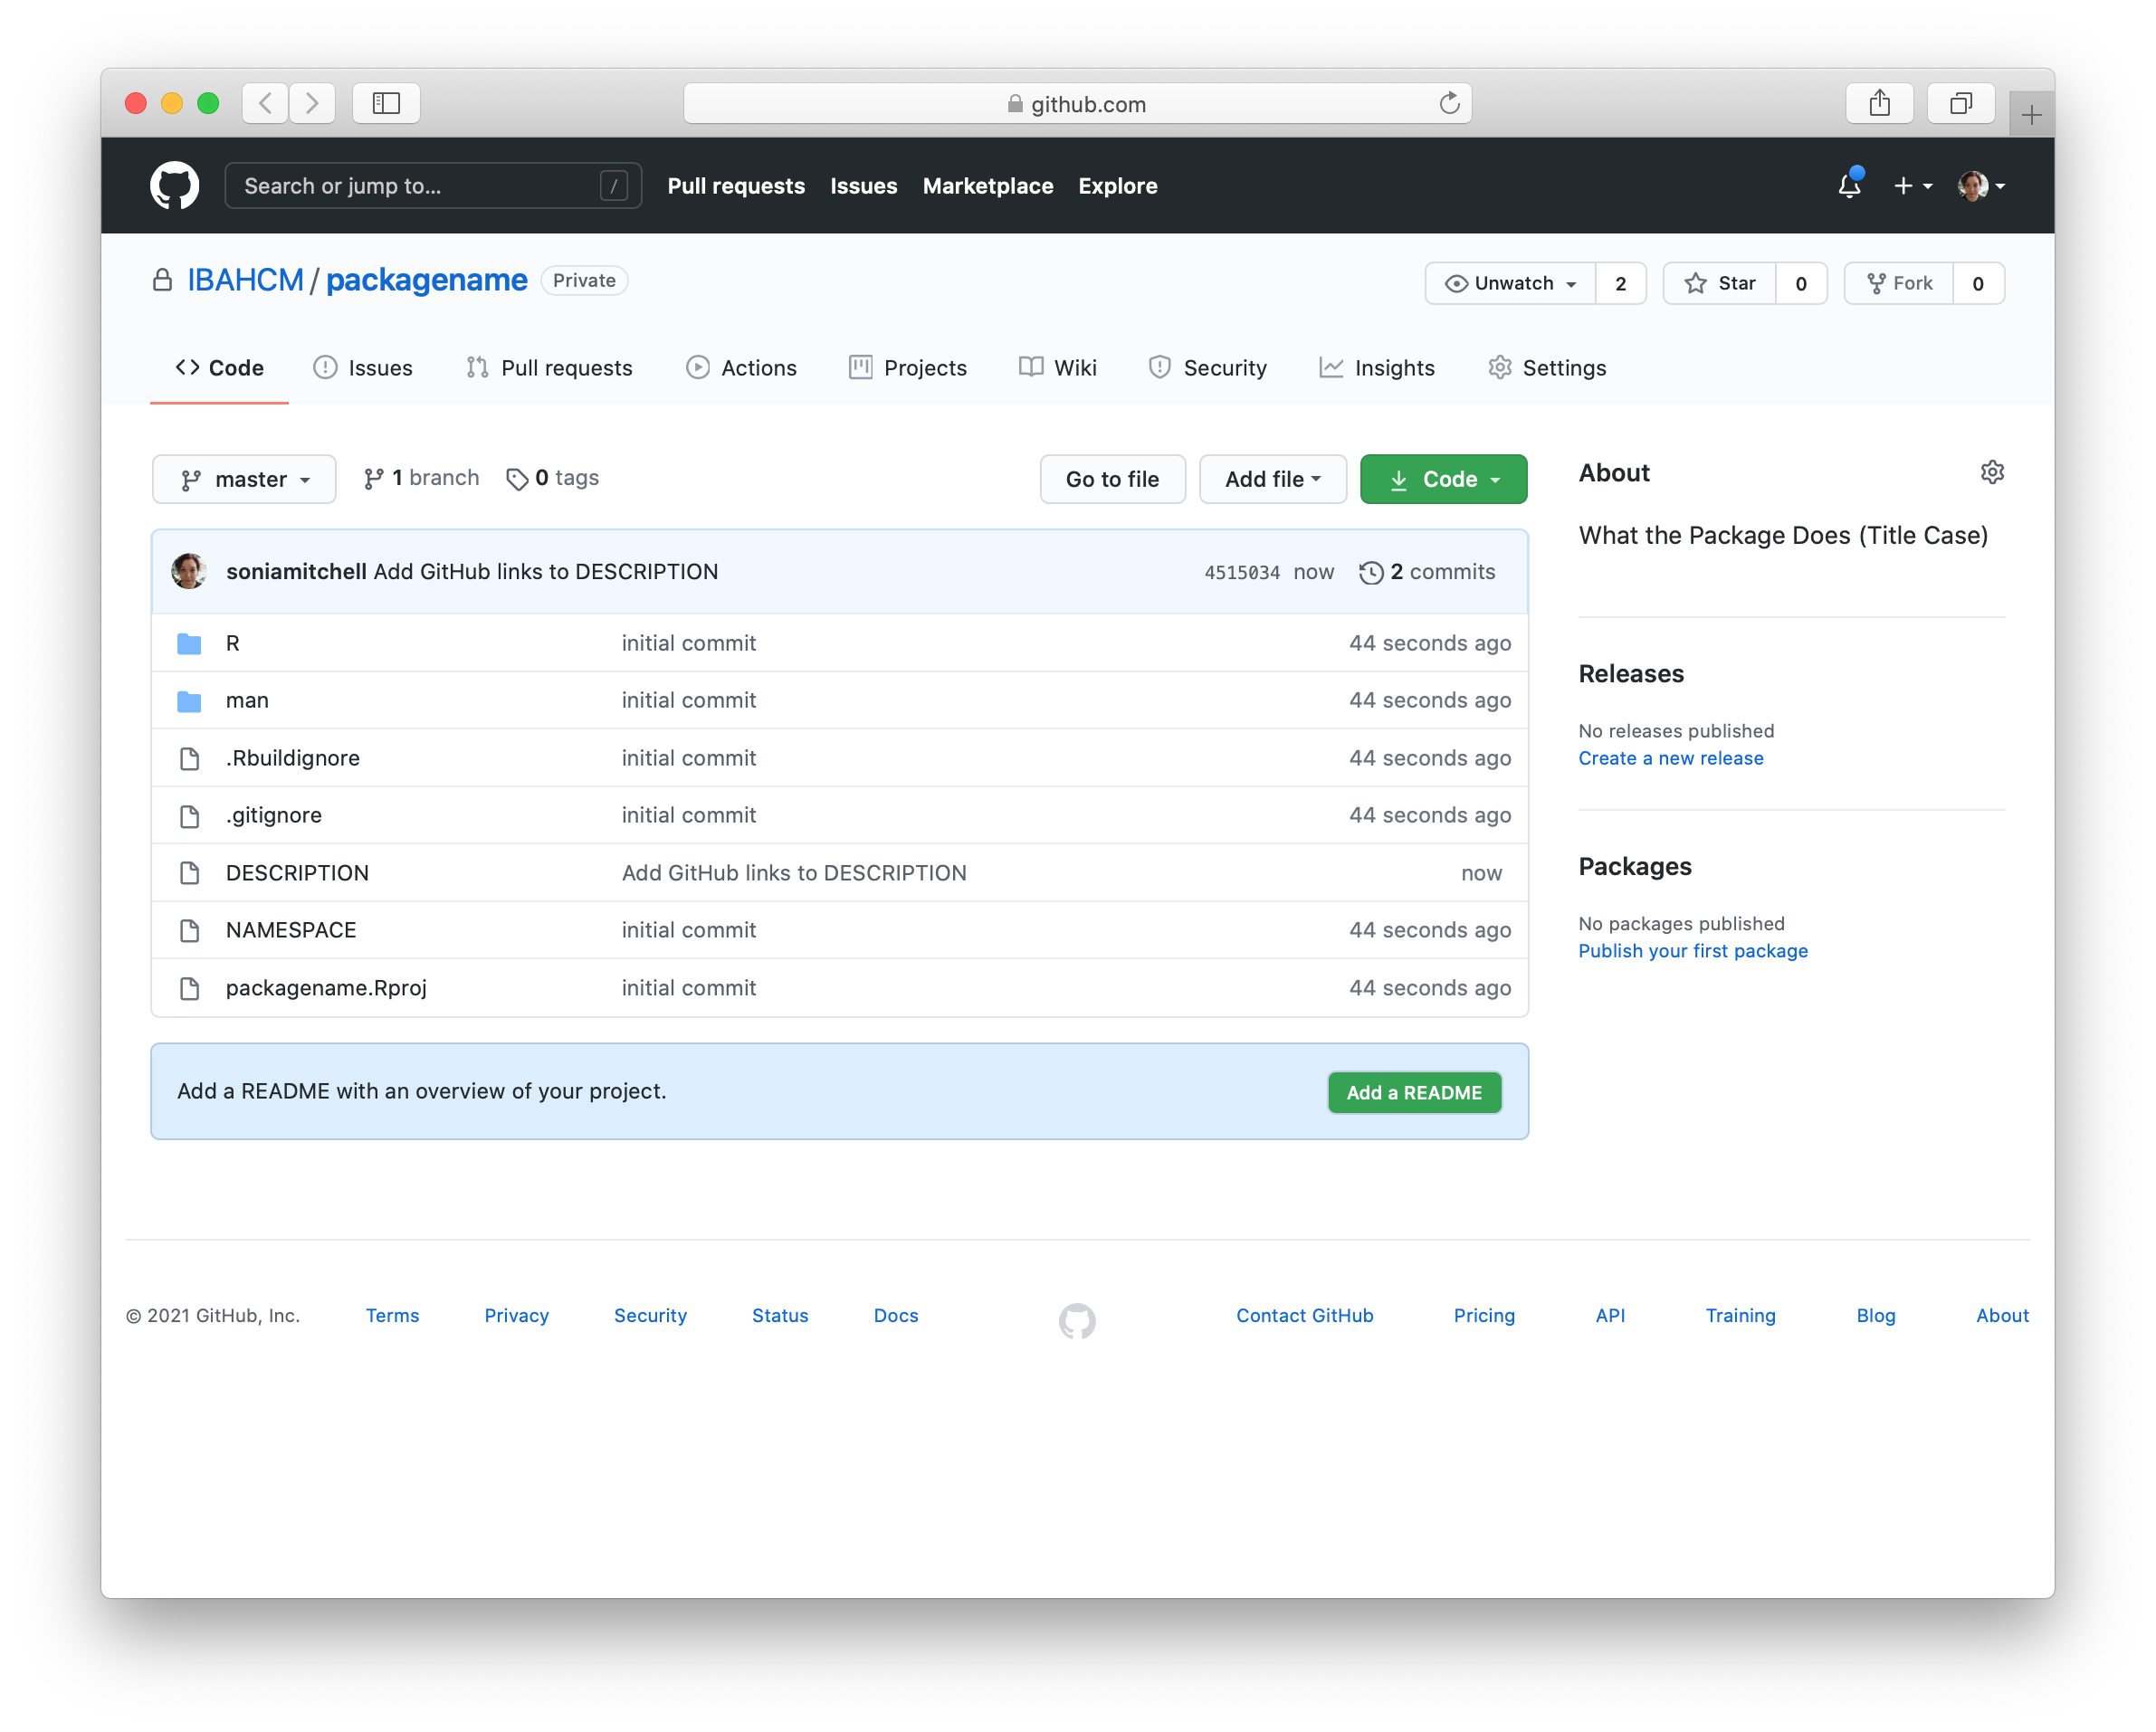 github.com
Search or jump to... / Pull requests Issues Marketplace Explore
IBAHCM / packagename Private Unwatch 2 Star 0 Fork 0
Code Issues Pull requests Actions Projects Wiki Security Insights Settings
master 1 branch 0 tags Go to file Add file Code
soniamitchell Add GitHub links to DESCRIPTION 4515034 now 2 commits
R initial commit 44 seconds ago
man initial commit 44 seconds ago
.Rbuildignore initial commit 44 seconds ago
.gitignore initial commit 44 seconds ago
DESCRIPTION Add GitHub links to DESCRIPTION now
NAMESPACE initial commit 44 seconds ago
packagename.Rproj initial commit 44 seconds ago
Add a README with an overview of your project. Add a README
About
What the Package Does (Title Case)
Releases
No releases published
Create a new release
Packages
No packages published
Publish your first package
© 2021 GitHub, Inc. Terms Privacy Security Status Docs Contact GitHub Pricing API Training Blog About